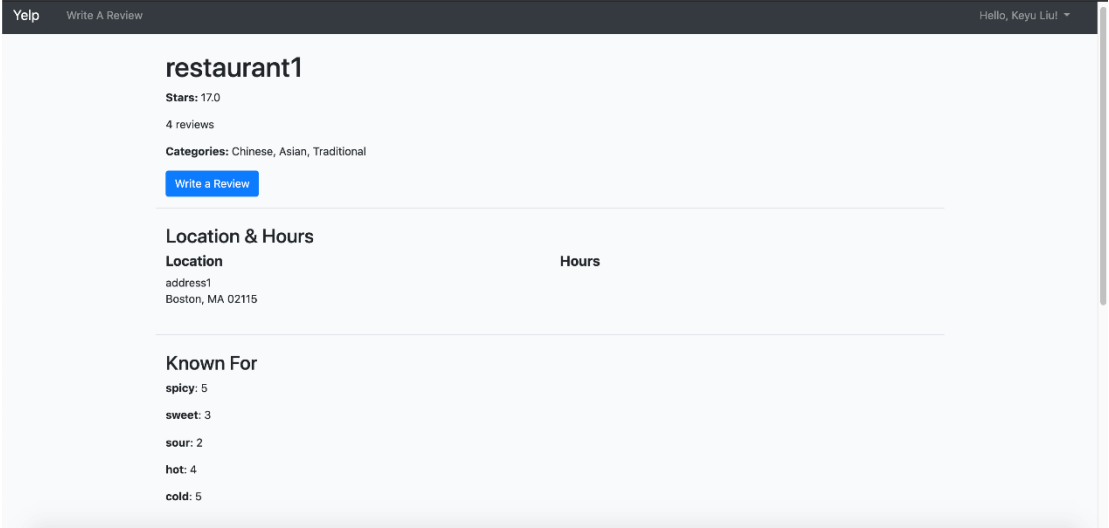 Yelp Write A Review Hello, Keyu Liu!
restaurant1
Stars: 17.0
4 reviews
Categories: Chinese, Asian, Traditional
Write a Review
Location & Hours
Location
address1
Boston, MA 02115
Hours
Known For
spicy: 5
sweet: 3
sour: 2
hot: 4
cold: 5